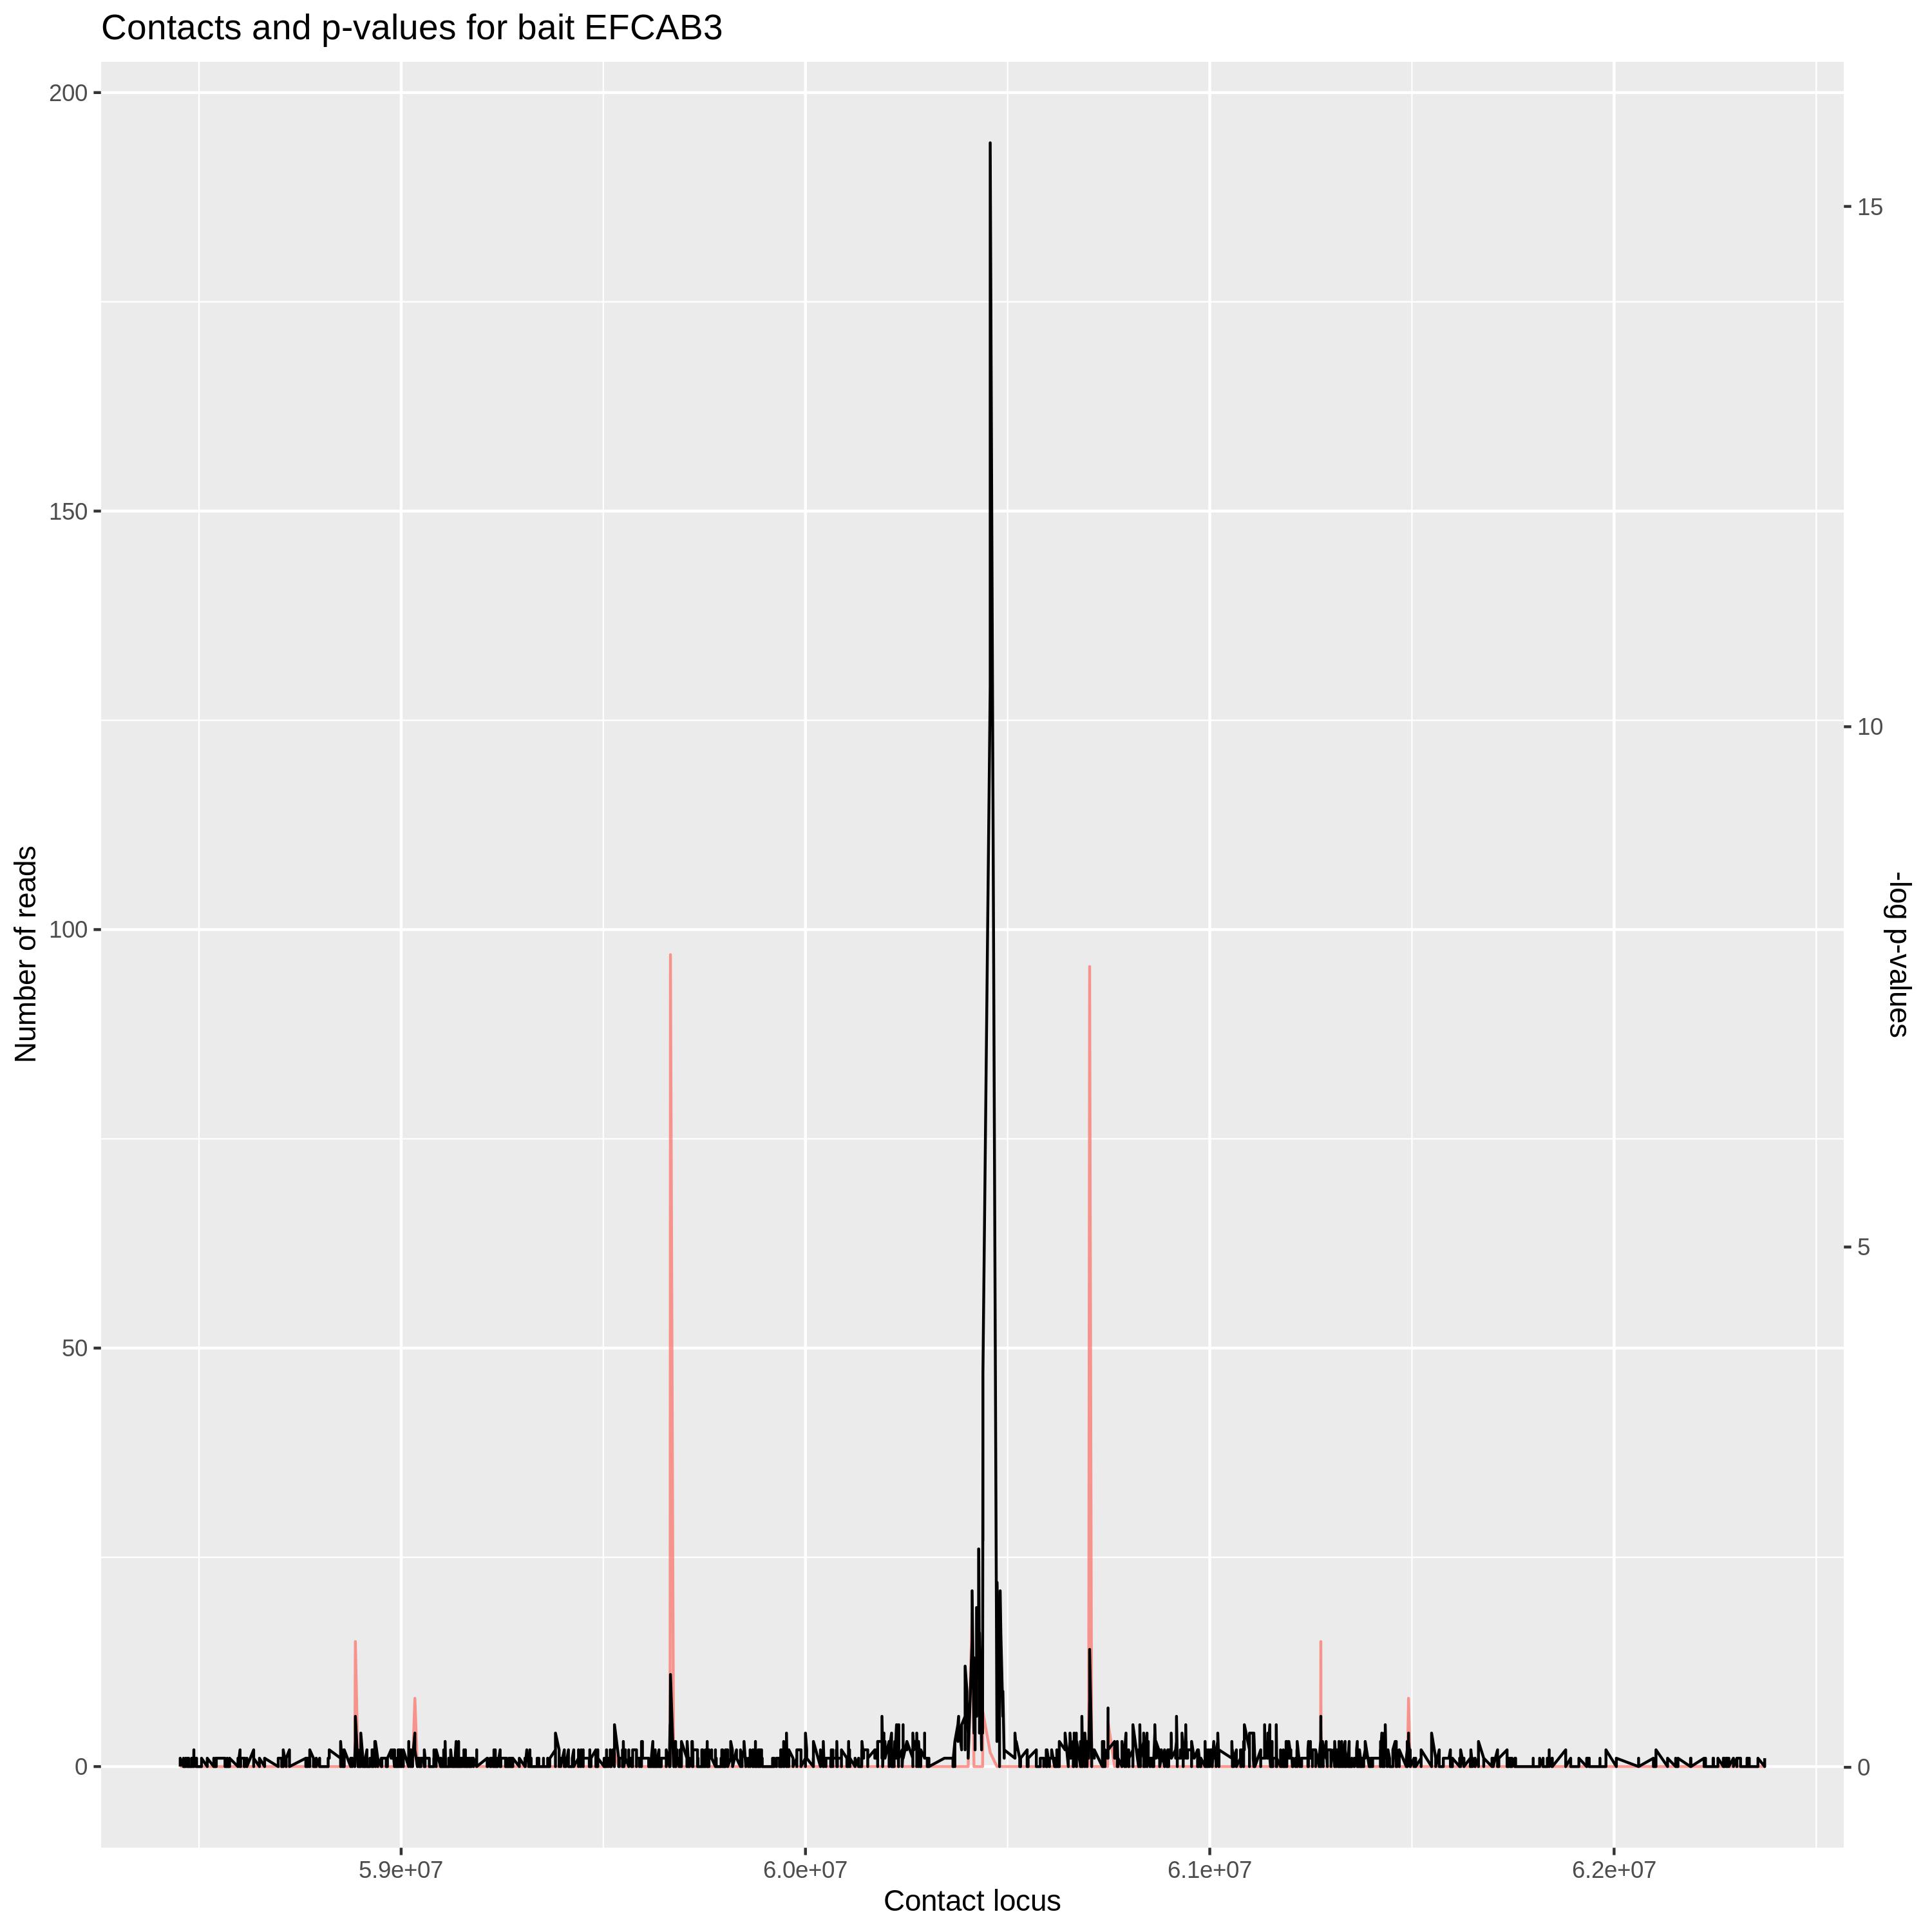 Contacts and p-values for bait EFCAB3
200
150
100
50
0
Number of reads
15
10
5
0
-log p-values
5.9e+07 6.0e+07 6.1e+07 6.2e+07
Contact locus